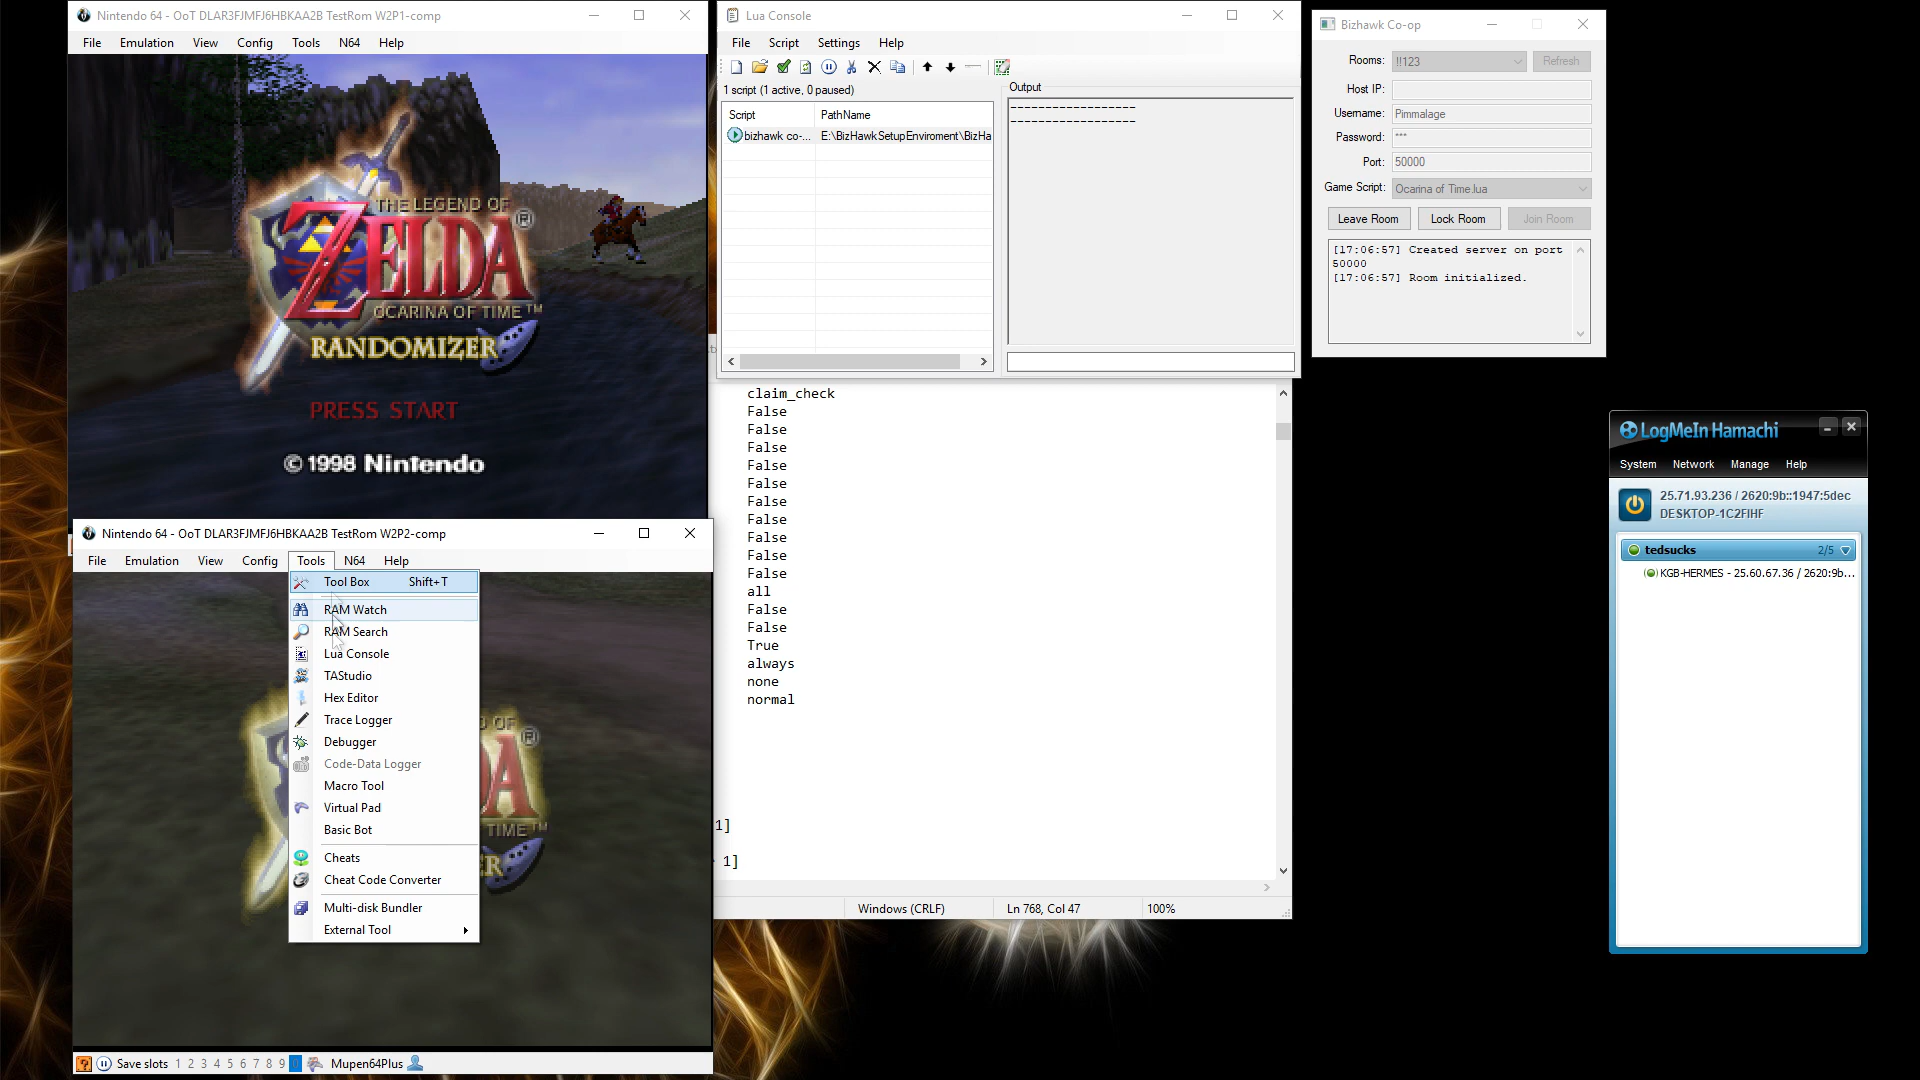 Nintendo 64 - OoT DLAR3FJMFJ6HBKAA2B TestRom W2P1-comp
File Emulation View Config Tools N64 Help
THE LEGEND OF
ZELDA ®
OCARINA OF TIME™
RANDOMIZER
PRESS START
© 1998 Nintendo
Lua Console
File Script Settings Help
1 script (1 active, 0 paused)
Script PathName
bizhawk co-... E:\BizHawkSetupEnviroment\BizHa
Output
------------------
------------------
Bizhawk Co-op
Rooms: !!123 Refresh
Host IP:
Username: Pimmalage
Password: ***
Port: 50000
Game Script: Ocarina of Time.lua
Leave Room Lock Room Join Room
[17:06:57] Created server on port
50000
[17:06:57] Room initialized.
claim_check
False
False
False
False
False
False
False
False
False
False
all
False
False
True
always
none
normal
1]
1]
Windows (CRLF) Ln 768, Col 47 100%
LogMeIn Hamachi
System Network Manage Help
25.71.93.236 / 2620:9b::1947:5dec
DESKTOP-1C2FIHF
tedsucks 2/5
KGB-HERMES - 25.60.67.36 / 2620:9b...
Nintendo 64 - OoT DLAR3FJMFJ6HBKAA2B TestRom W2P2-comp
File Emulation View Config Tools N64 Help
Tool Box Shift+T
RAM Watch
RAM Search
Lua Console
TAStudio
Hex Editor
Trace Logger
Debugger
Code-Data Logger
Macro Tool
Virtual Pad
Basic Bot
Cheats
Cheat Code Converter
Multi-disk Bundler
External Tool
D OF
®
DA
TIME™
ER
Save slots 1 2 3 4 5 6 7 8 9 Mupen64Plus